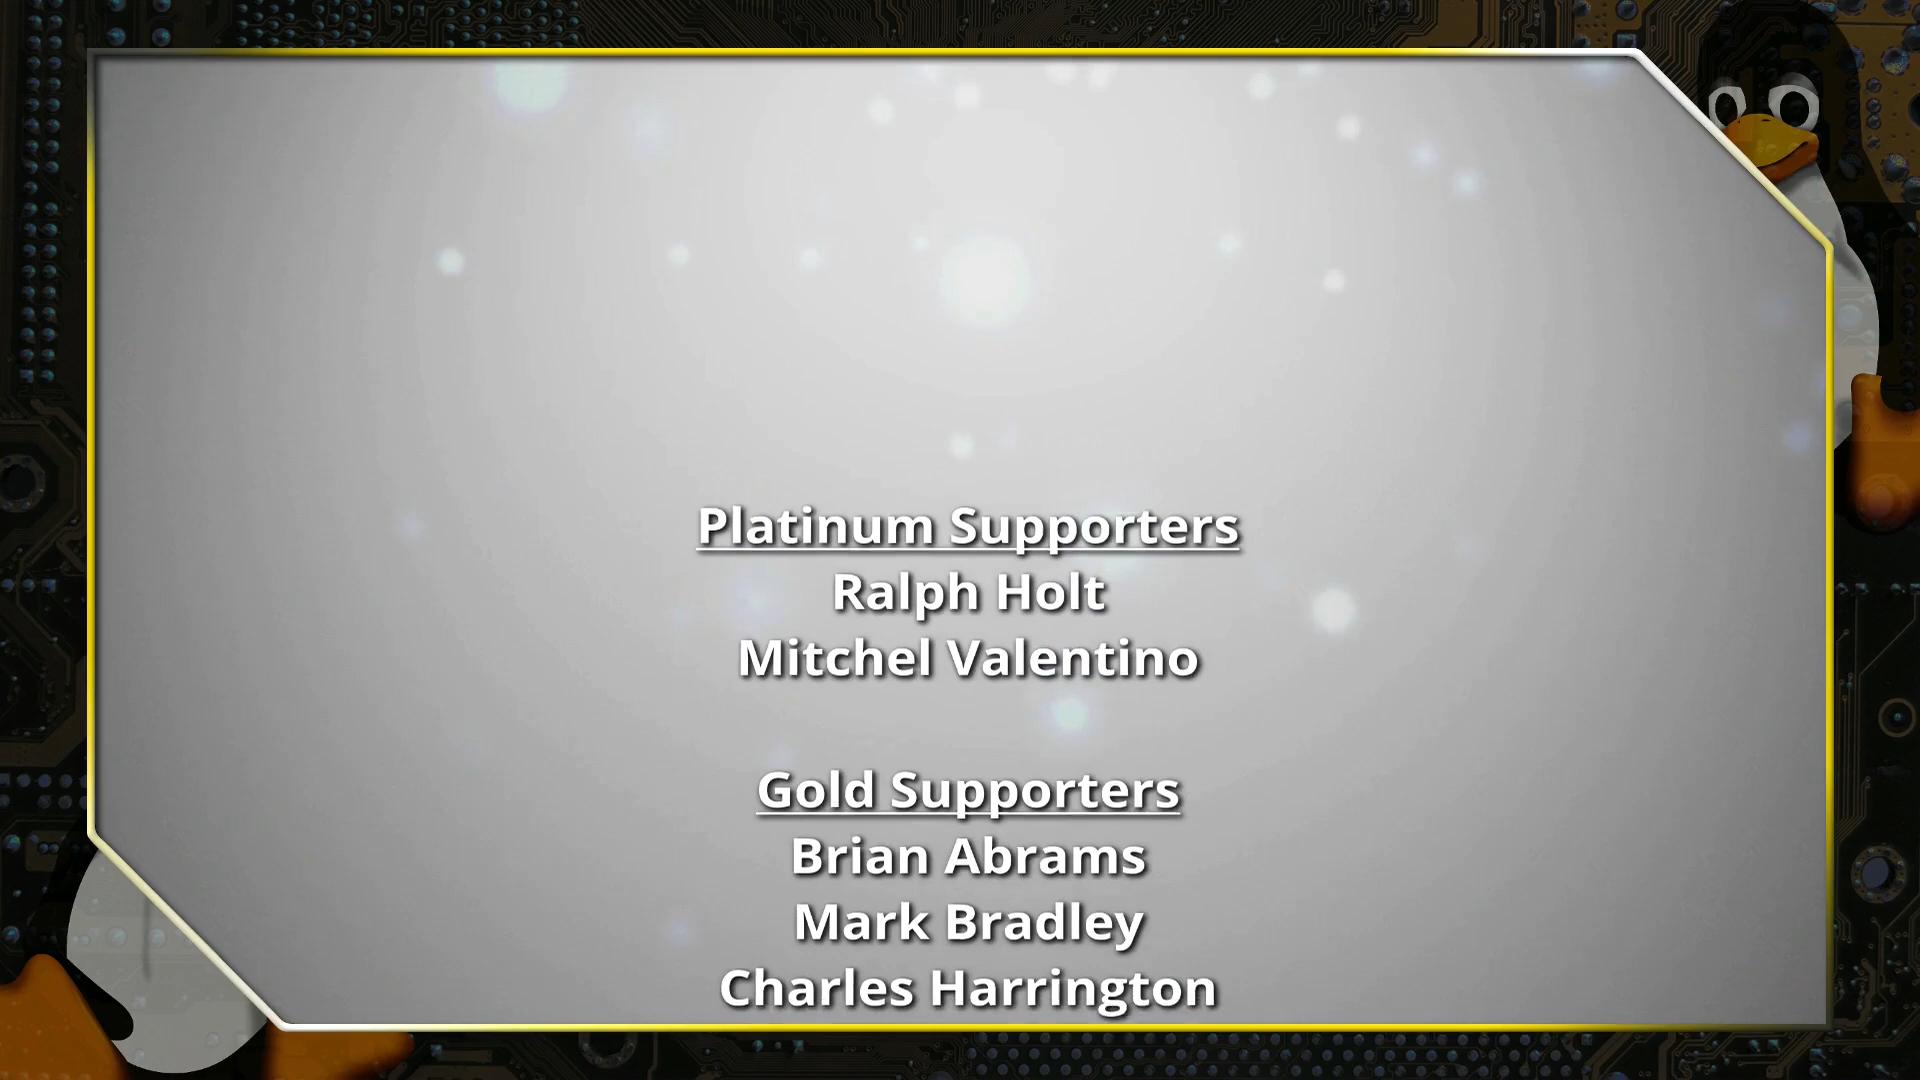 Platinum Supporters
Ralph Holt
Mitchel Valentino
Gold Supporters
Brian Abrams
Mark Bradley
Charles Harrington